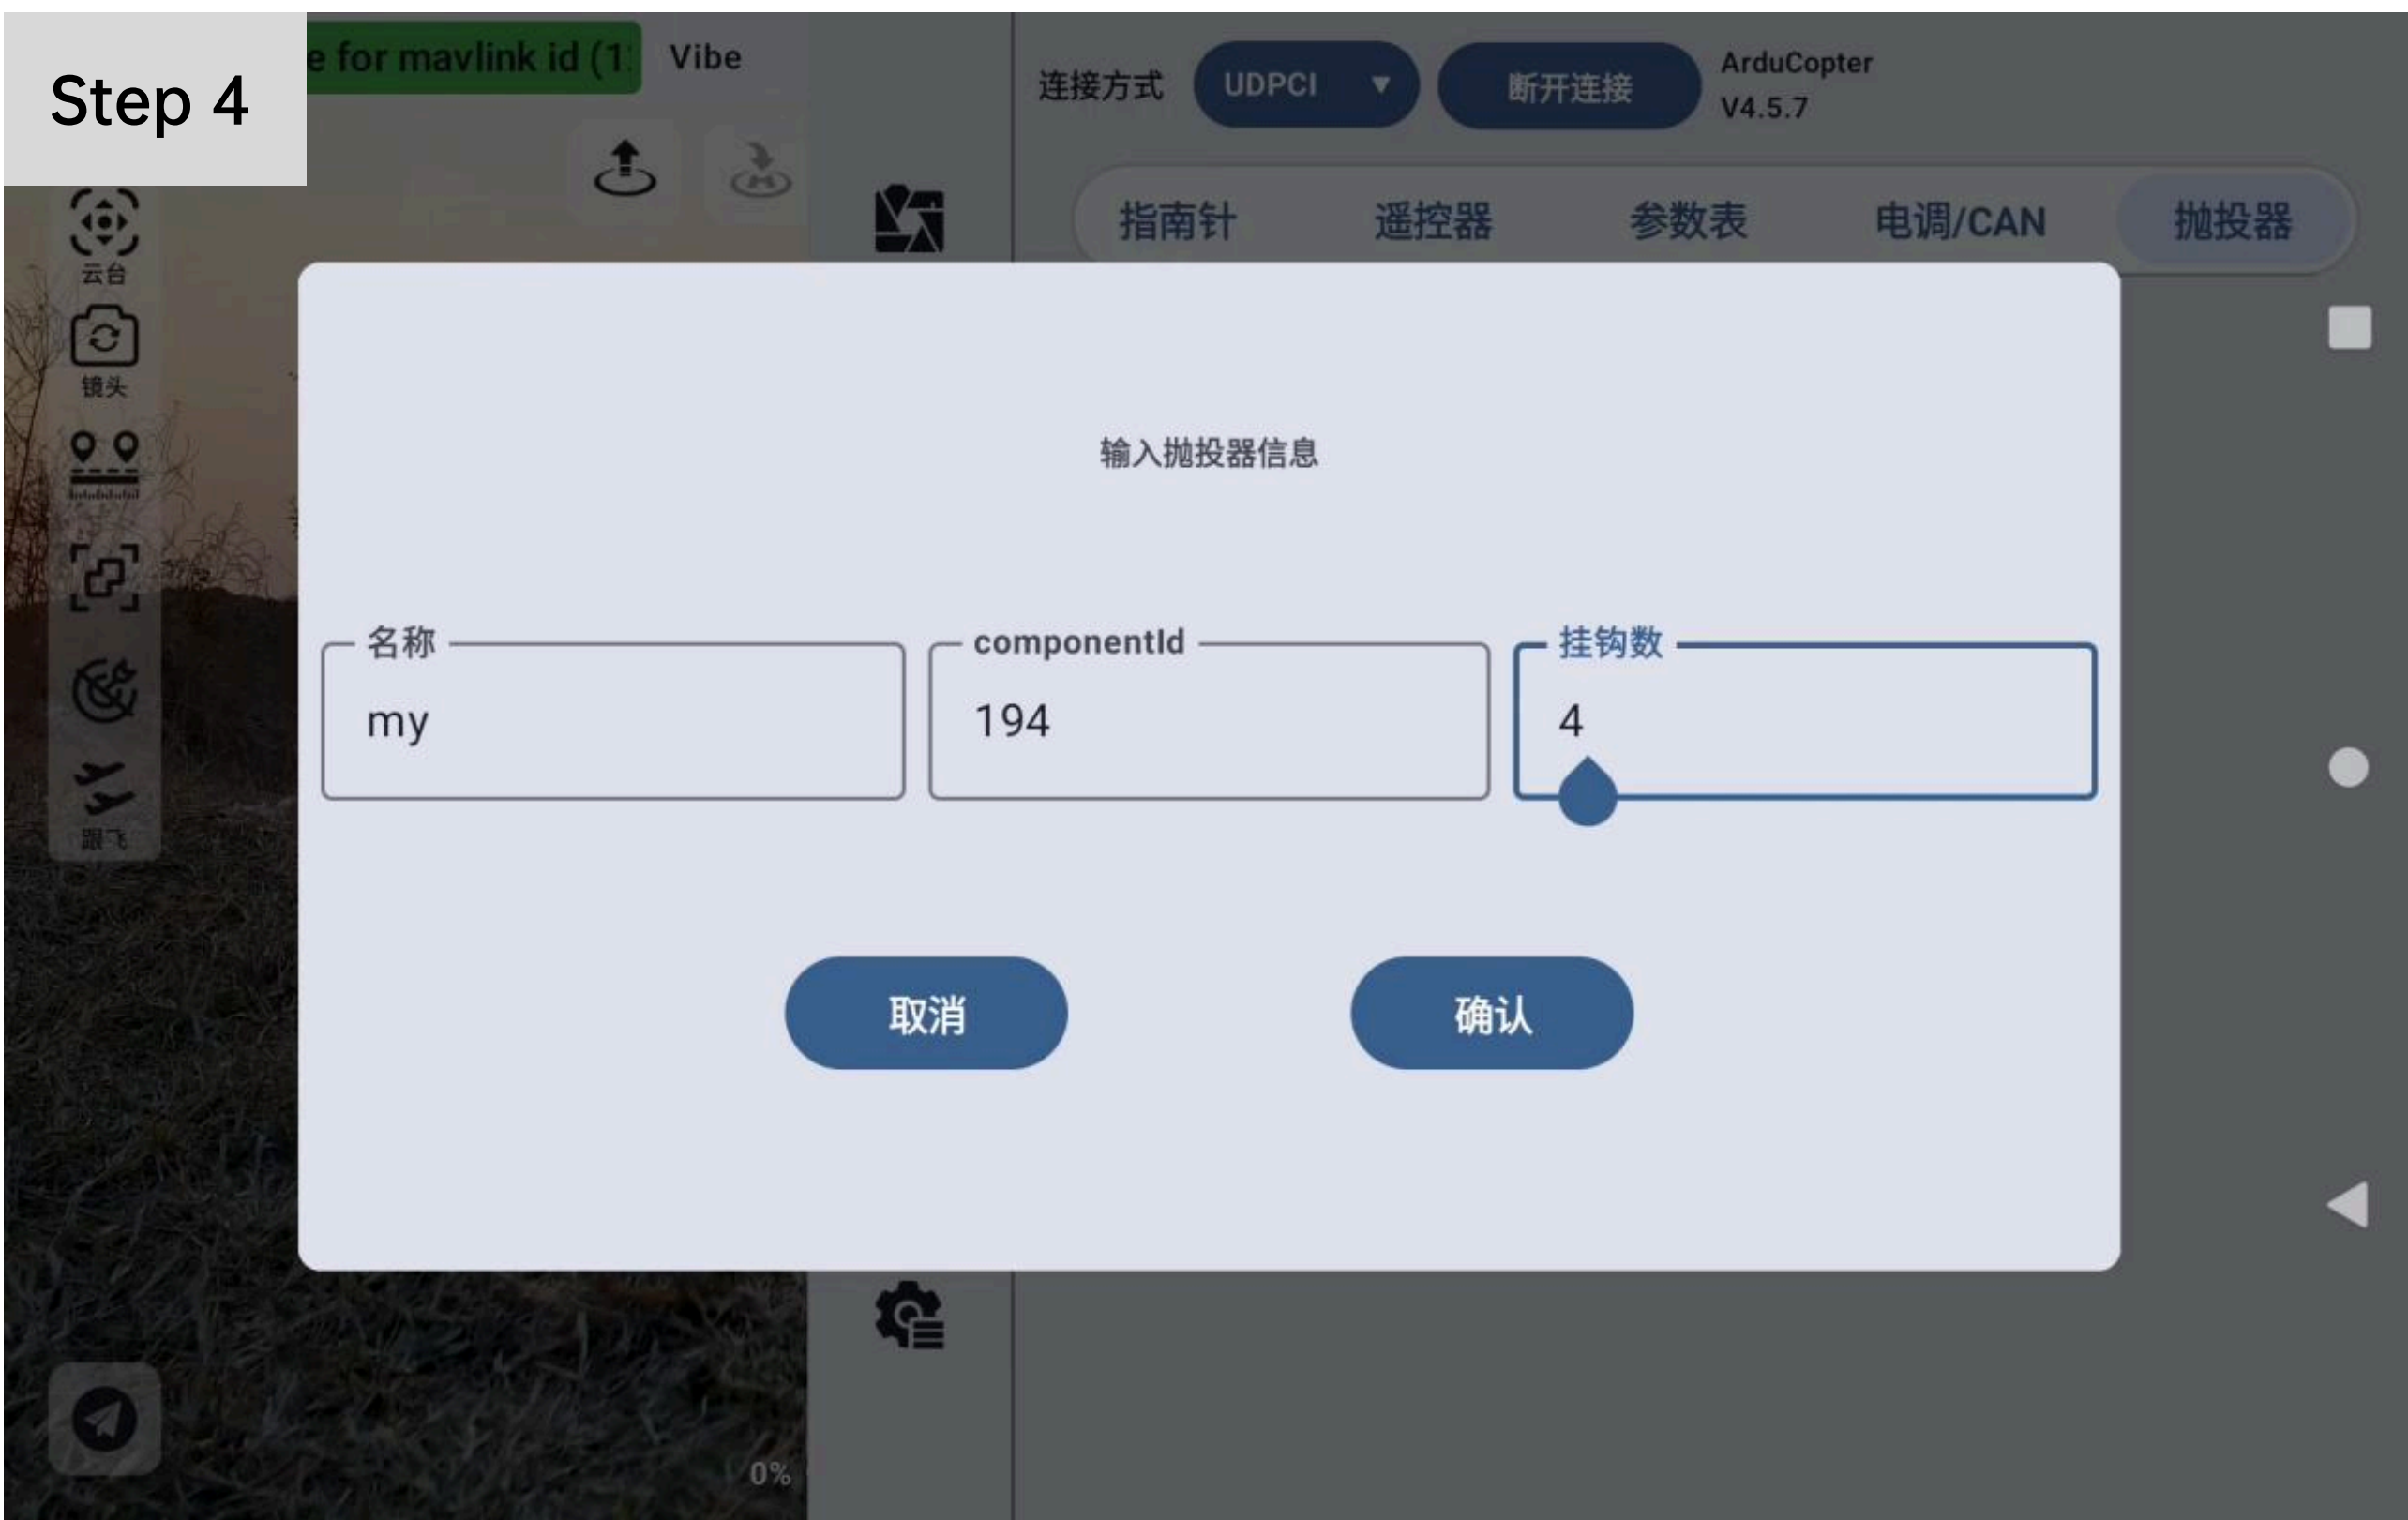 Step 4
e for mavlink id (1
Vibe
连接方式
UDPCI
断开连接
ArduCopter
V4.5.7
指南针
遥控器
参数表
电调/CAN
抛投器
云台
镜头
跟飞
输入抛投器信息
名称
my
componentId
194
挂钩数
4
取消
确认
0%